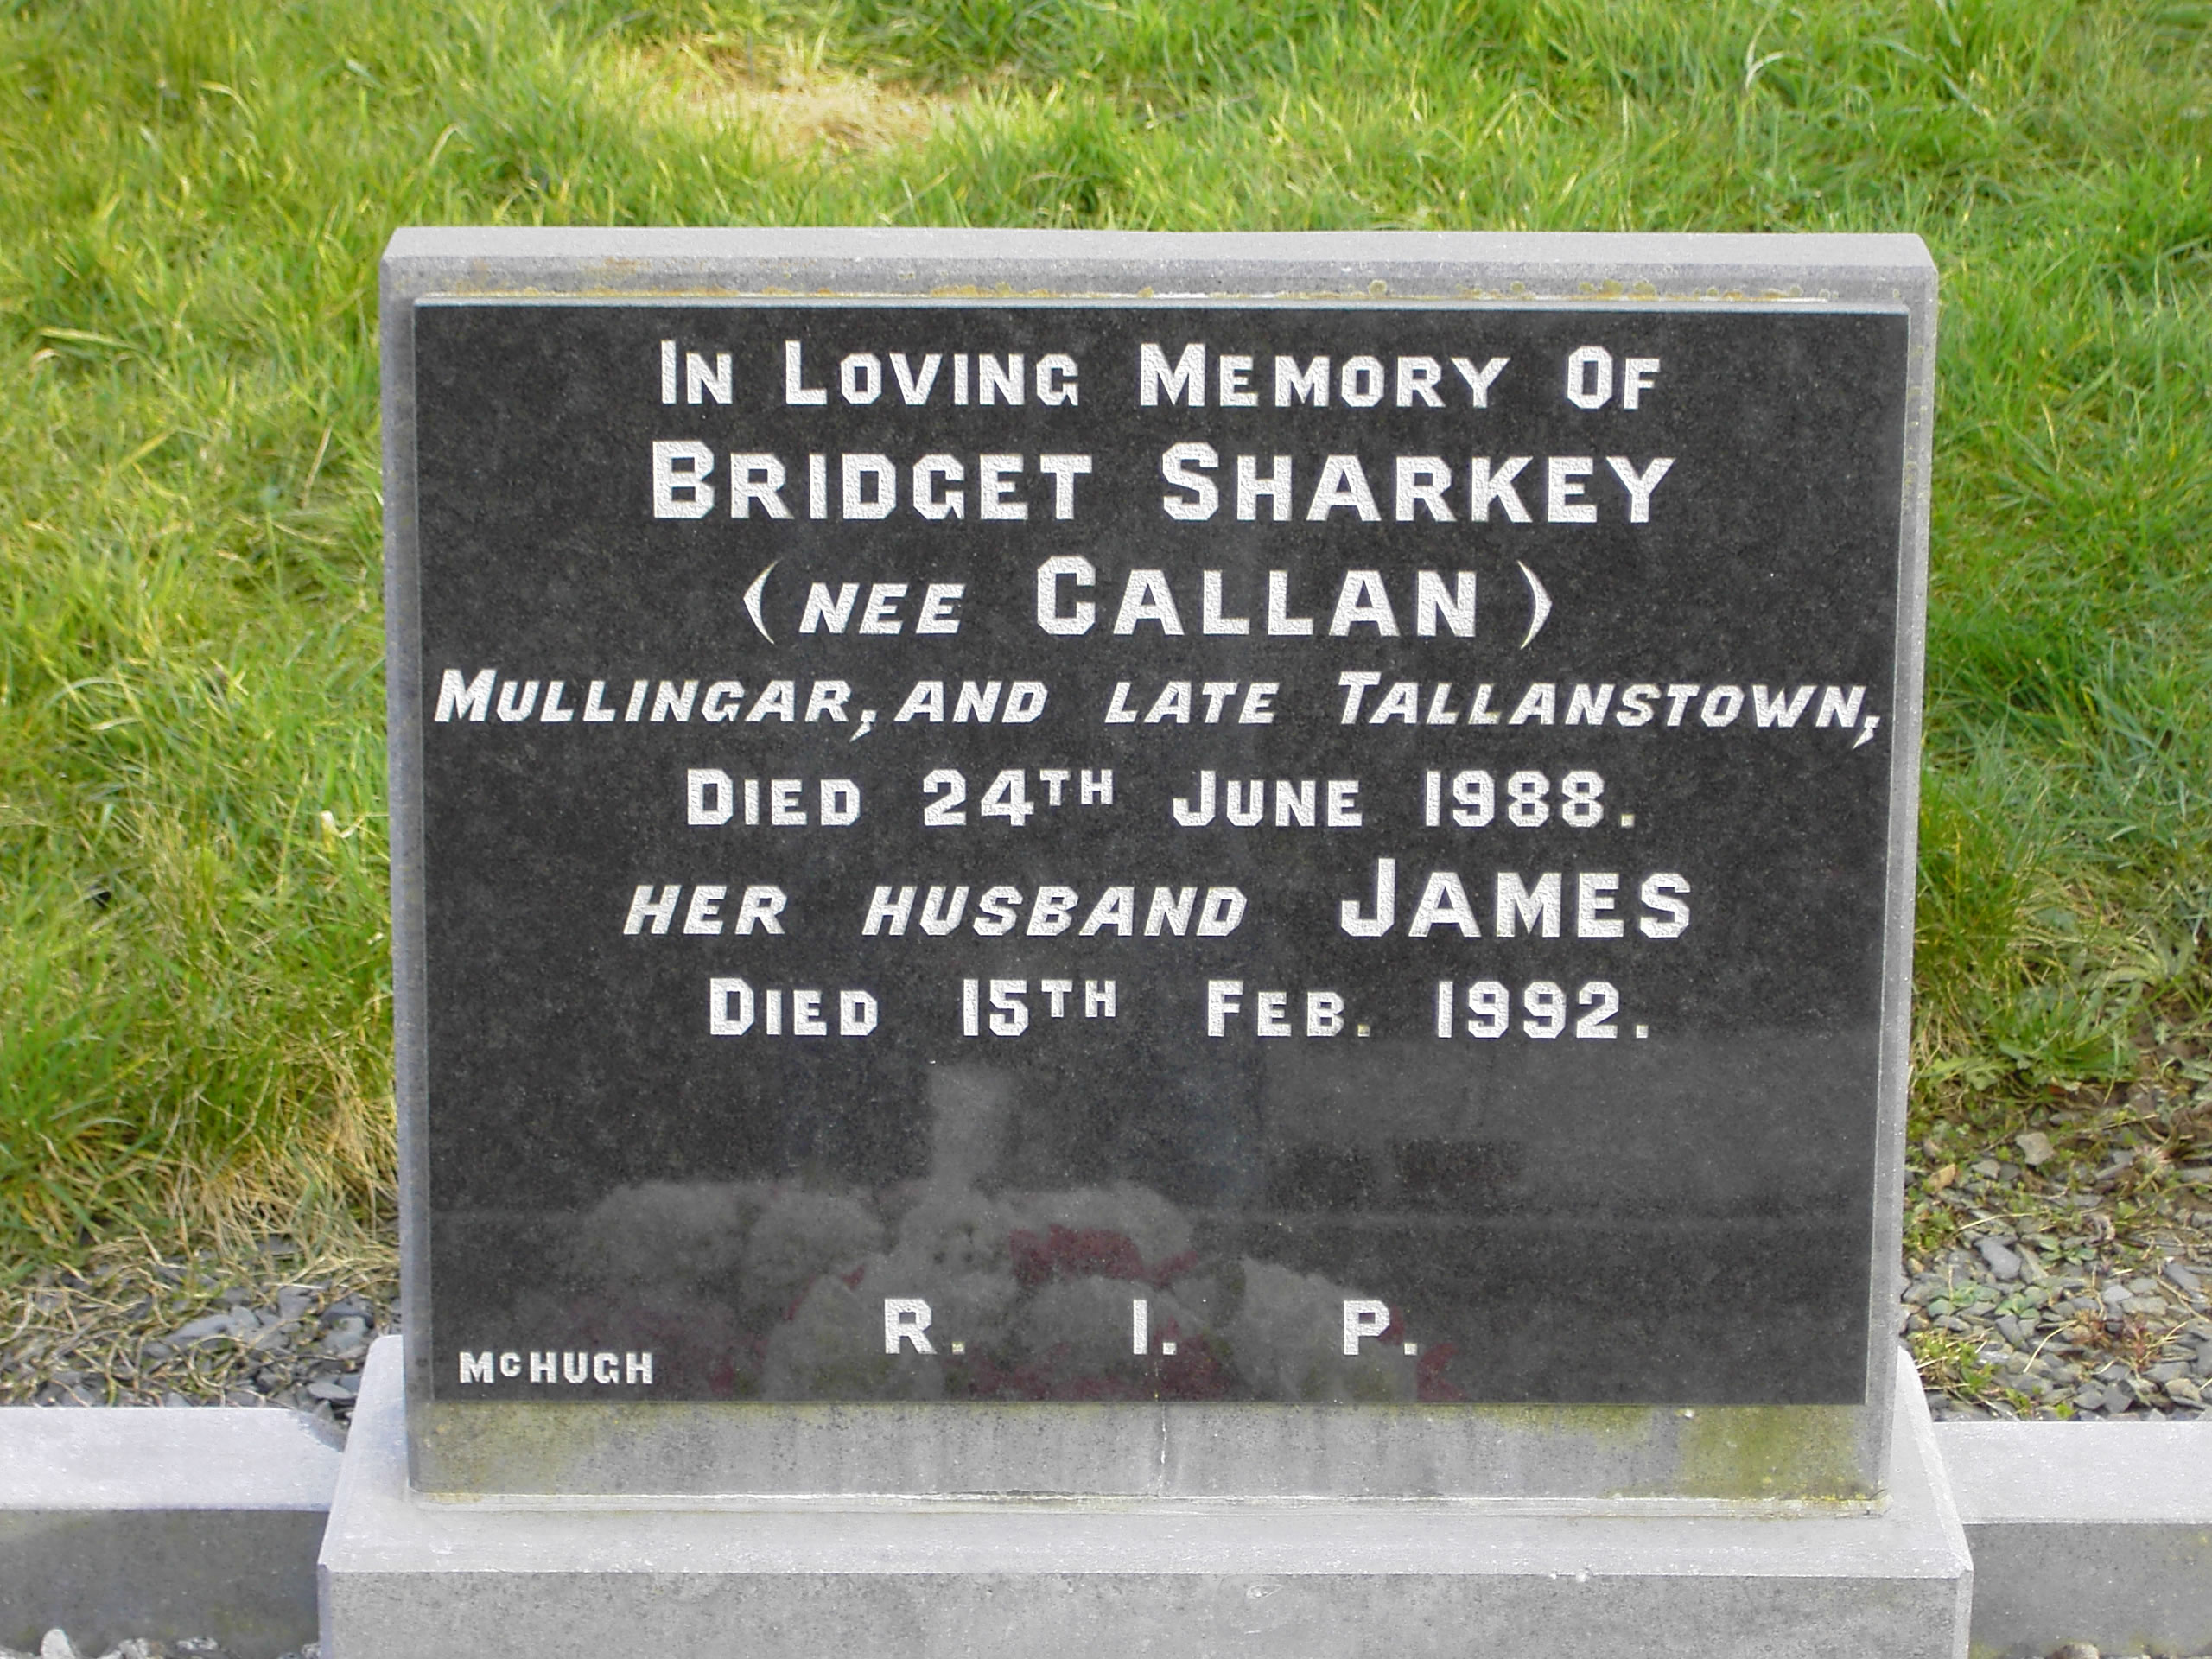 In Loving Memory Of
Bridget Sharkey
(nee Callan)
Mullingar, and late Tallanstown,
Died 24th June 1988.
her husband James
Died 15th Feb. 1992.
R. I. P.
McHugh